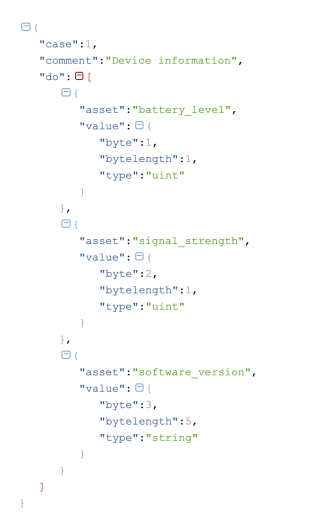 {
"case":1,
"comment":"Device information",
"do":[
{
"asset":"battery_level",
"value":{
"byte":1,
"bytelength":1,
"type":"uint"
}
},
{
"asset":"signal_strength",
"value":{
"byte":2,
"bytelength":1,
"type":"uint"
}
},
{
"asset":"software_version",
"value":{
"byte":3,
"bytelength":5,
"type":"string"
}
}
]
}